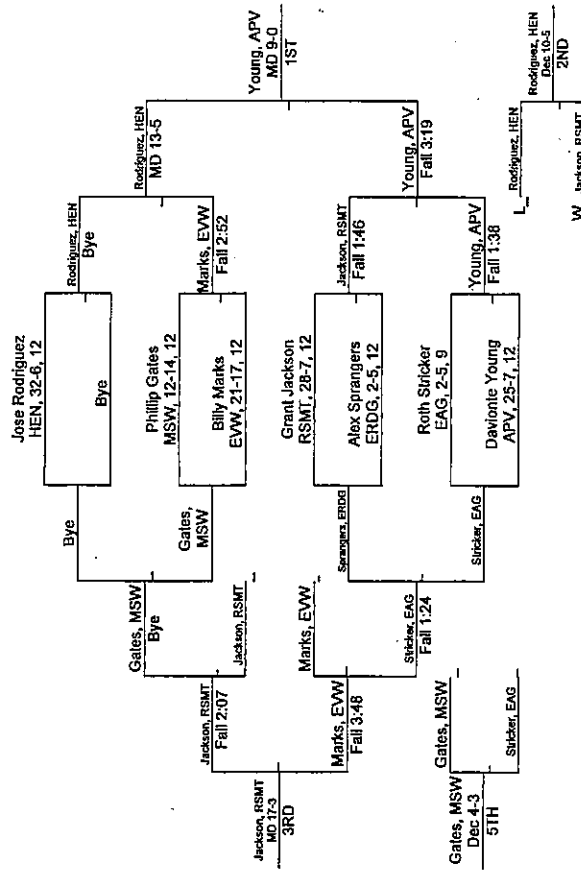 Jose Rodriguez
HEN, 32-6, 12
Bye
Phillip Gates
MSW, 12-14, 12
Billy Marks
EVW, 21-17, 12
Grant Jackson
RSMT, 28-7, 12
Alex Sprangers
ERDG, 2-5, 12
Roth Stricker
EAG, 2-5, 9
Davionte Young
APV, 25-7, 12
Rodriguez, HEN
Bye
Marks, EVW
Fall 2:52
Jackson, RSMT
Fall 1:46
Young, APV
Fall 1:38
Rodriguez, HEN
MD 13-5
Young, APV
Fall 3:19
Young, APV
MD 9-0
1ST
L
Rodriguez, HEN
W
Jackson, RSMT
Rodriguez, HEN
Dec 10-5
2ND
Bye
Gates,
MSW
Sprangers, ERDG
Stricker, EAG
Gates, MSW
Bye
Jackson, RSMT
Marks, EVW
Stricker, EAG
Fall 1:24
Jackson, RSMT
Fall 2:07
Marks, EVW
Fall 3:48
Jackson, RSMT
MD 17-3
3RD
Gates, MSW
Stricker, EAG
Gates, MSW
Dec 4-3
5TH